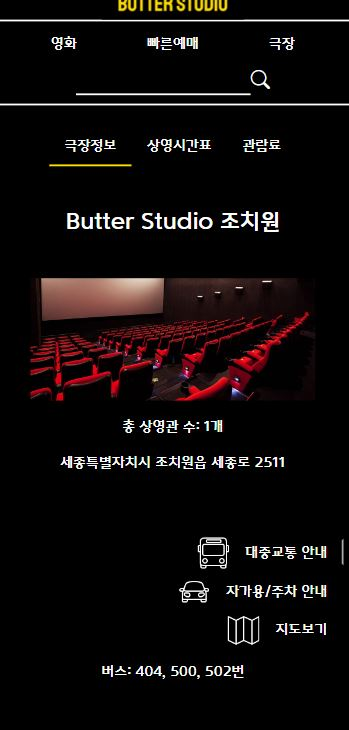 BUTTER STUDIO
영화 빠른예매 극장
극장정보 상영시간표 관람료
Butter Studio 조치원
총 상영관 수: 1개
세종특별자치시 조치원읍 세종로 2511
대중교통 안내
자가용/주차 안내
지도보기
버스: 404, 500, 502번